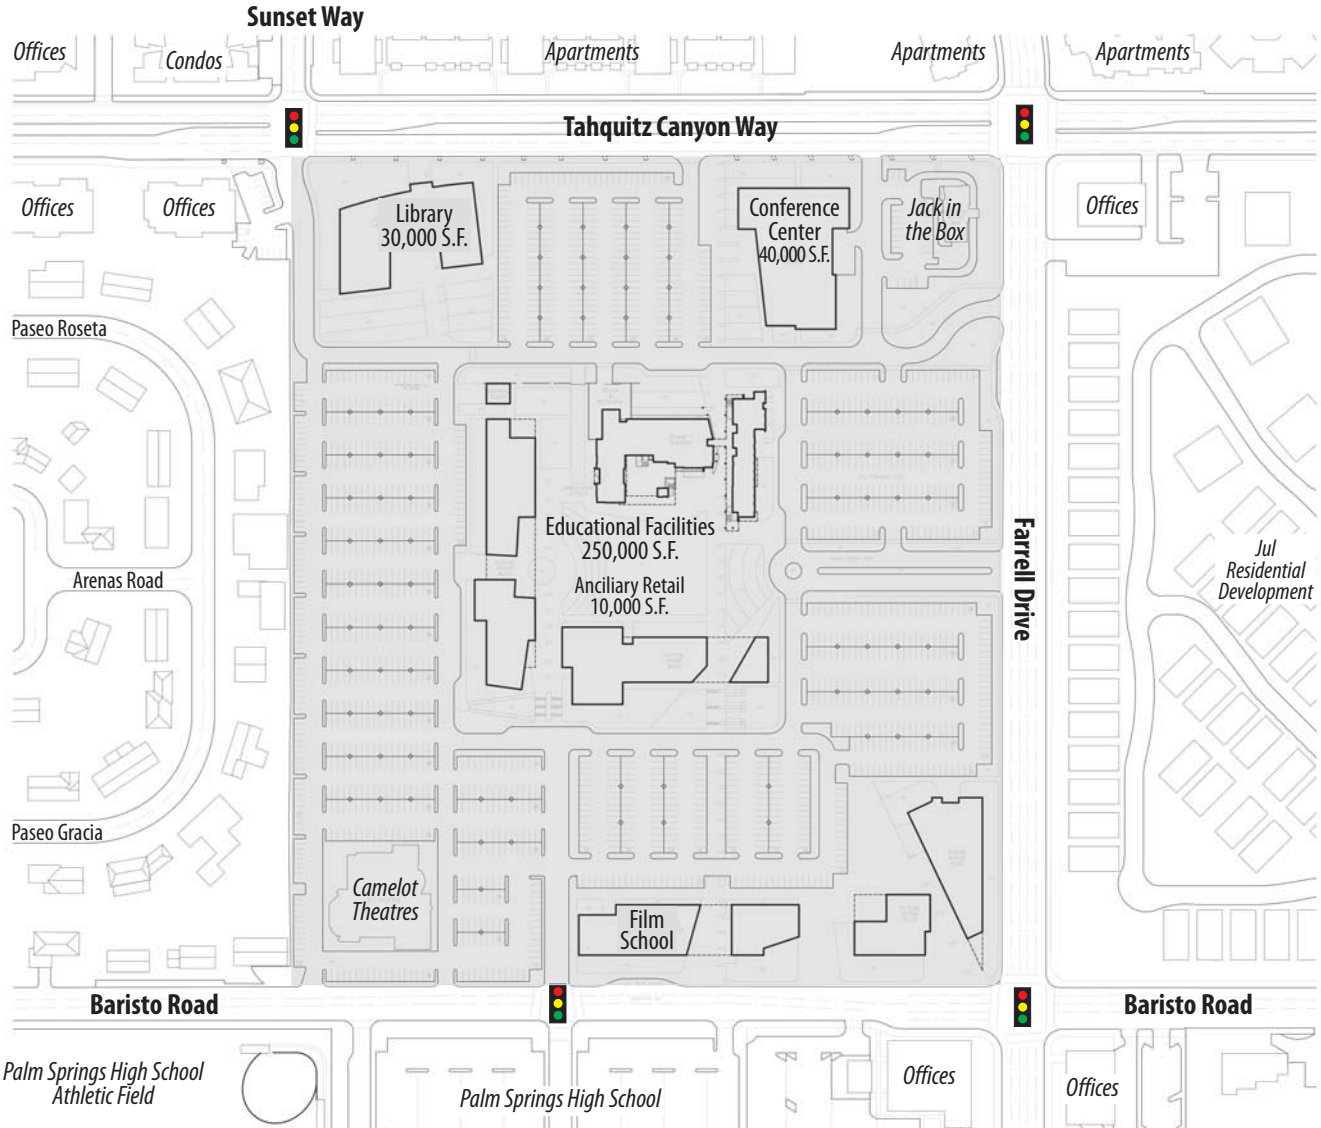 Sunset Way
Offices
Condos
Apartments
Apartments
Apartments
Tahquitz Canyon Way
Offices
Offices
Library
30,000 S.F.
Conference
Center
40,000 S.F.
Jack in
the Box
Offices
Paseo Roseta
Educational Facilities
250,000 S.F.
Anciliary Retail
10,000 S.F.
Arenas Road
Farrell Drive
Jul
Residential
Development
Paseo Gracia
Camelot
Theatres
Film
School
Baristo Road
Baristo Road
Palm Springs High School
Athletic Field
Palm Springs High School
Offices
Offices